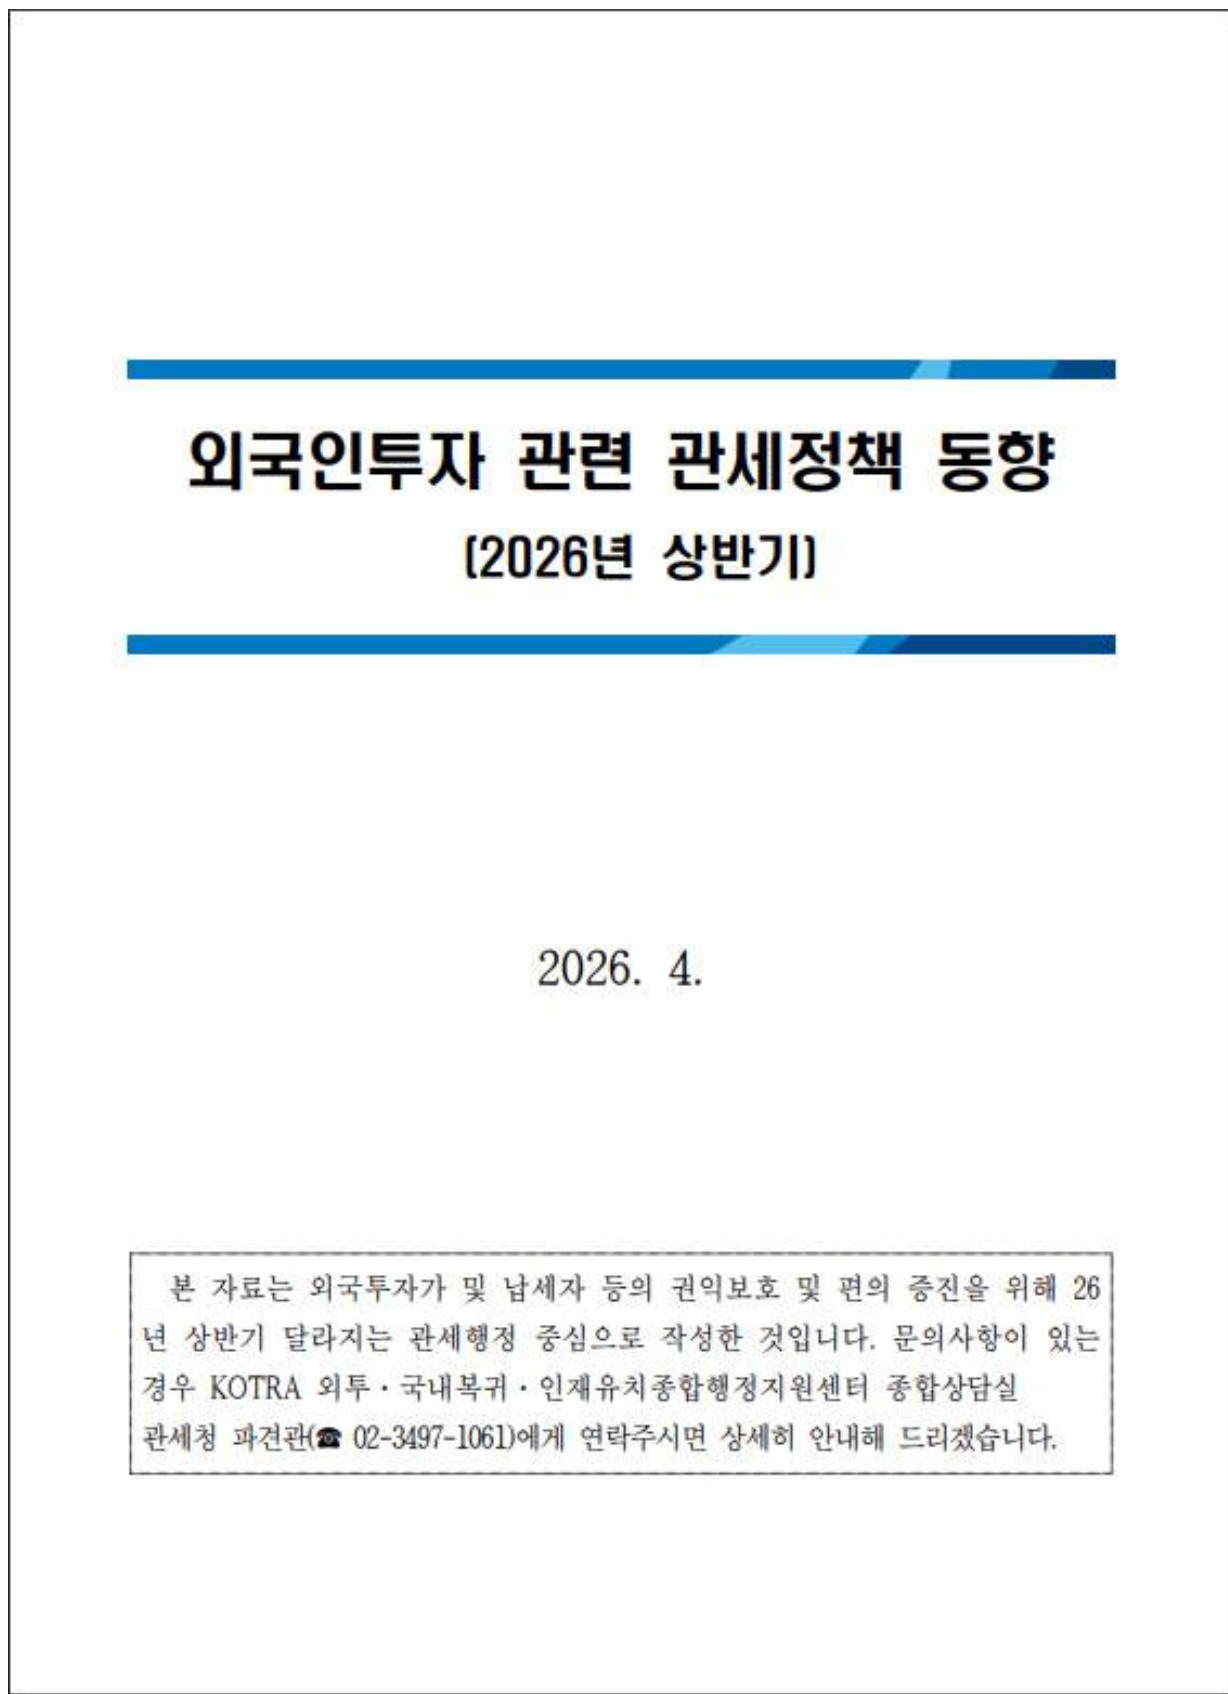 외국인투자 관련 관세정책 동향
(2026년 상반기)
2026. 4.
본 자료는 외국투자가 및 납세자 등의 권익보호 및 편의 증진을 위해 26
년 상반기 달라지는 관세행정 중심으로 작성한 것입니다. 문의사항이 있는
경우 KOTRA 외투·국내복귀·인재유치종합행정지원센터 종합상담실
관세청 파견관(☎ 02-3497-1061)에게 연락주시면 상세히 안내해 드리겠습니다.